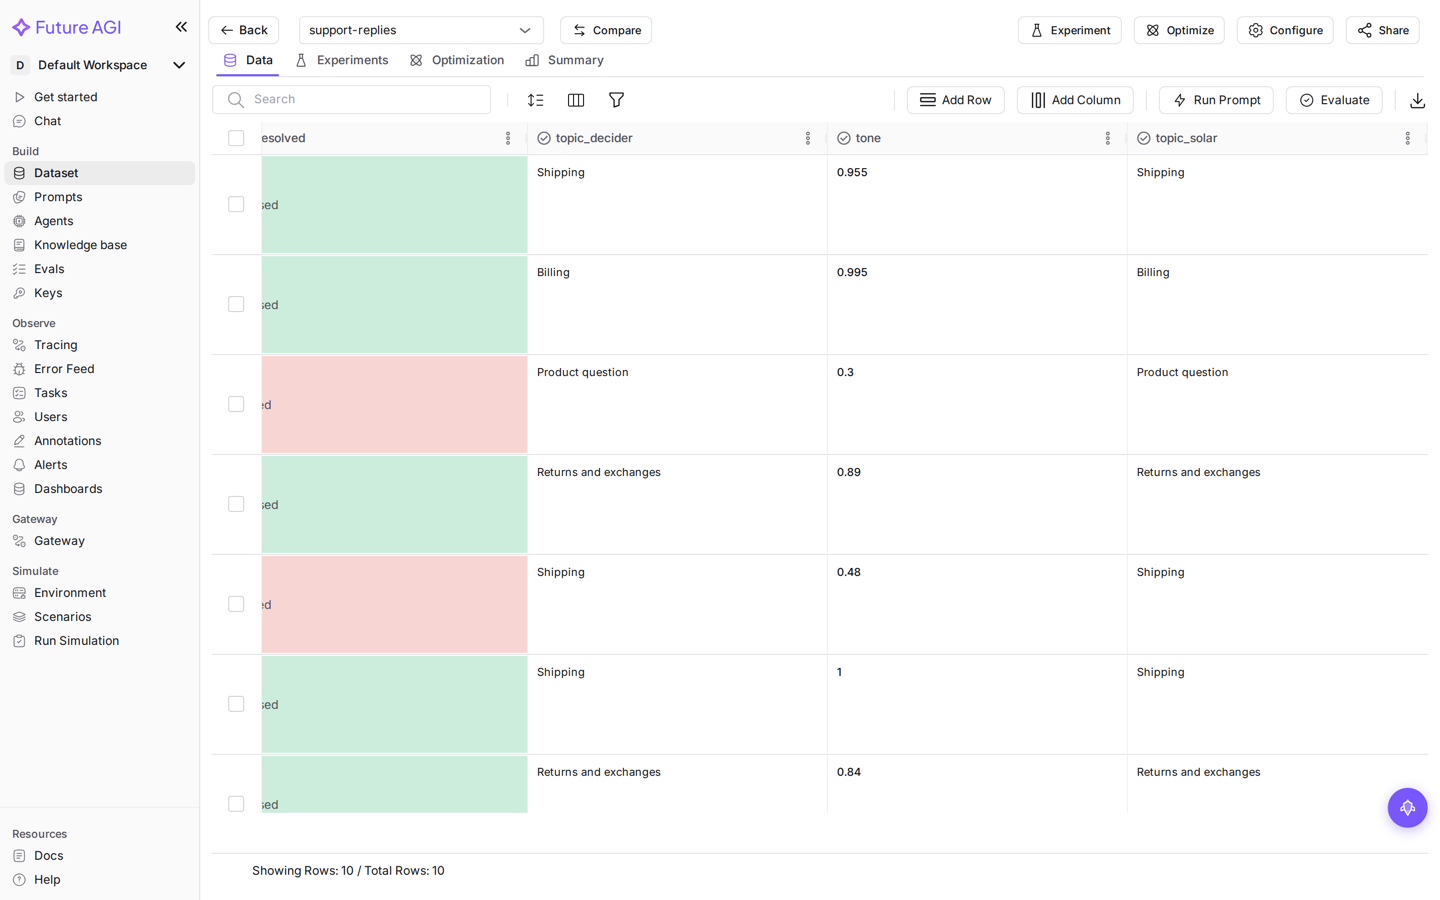 Future AGI
D Default Workspace
Get started
Chat
Build
Dataset
Prompts
Agents
Knowledge base
Evals
Keys
Observe
Tracing
Error Feed
Tasks
Users
Annotations
Alerts
Dashboards
Gateway
Gateway
Simulate
Environment
Scenarios
Run Simulation
Resources
Docs
Help
Back support-replies Compare Experiment Optimize Configure Share
Data Experiments Optimization Summary
Search Add Row Add Column Run Prompt Evaluate
esolved topic_decider tone topic_solar
sed Shipping 0.955 Shipping
sed Billing 0.995 Billing
ed Product question 0.3 Product question
sed Returns and exchanges 0.89 Returns and exchanges
ed Shipping 0.48 Shipping
sed Shipping 1 Shipping
sed Returns and exchanges 0.84 Returns and exchanges
Showing Rows: 10 / Total Rows: 10